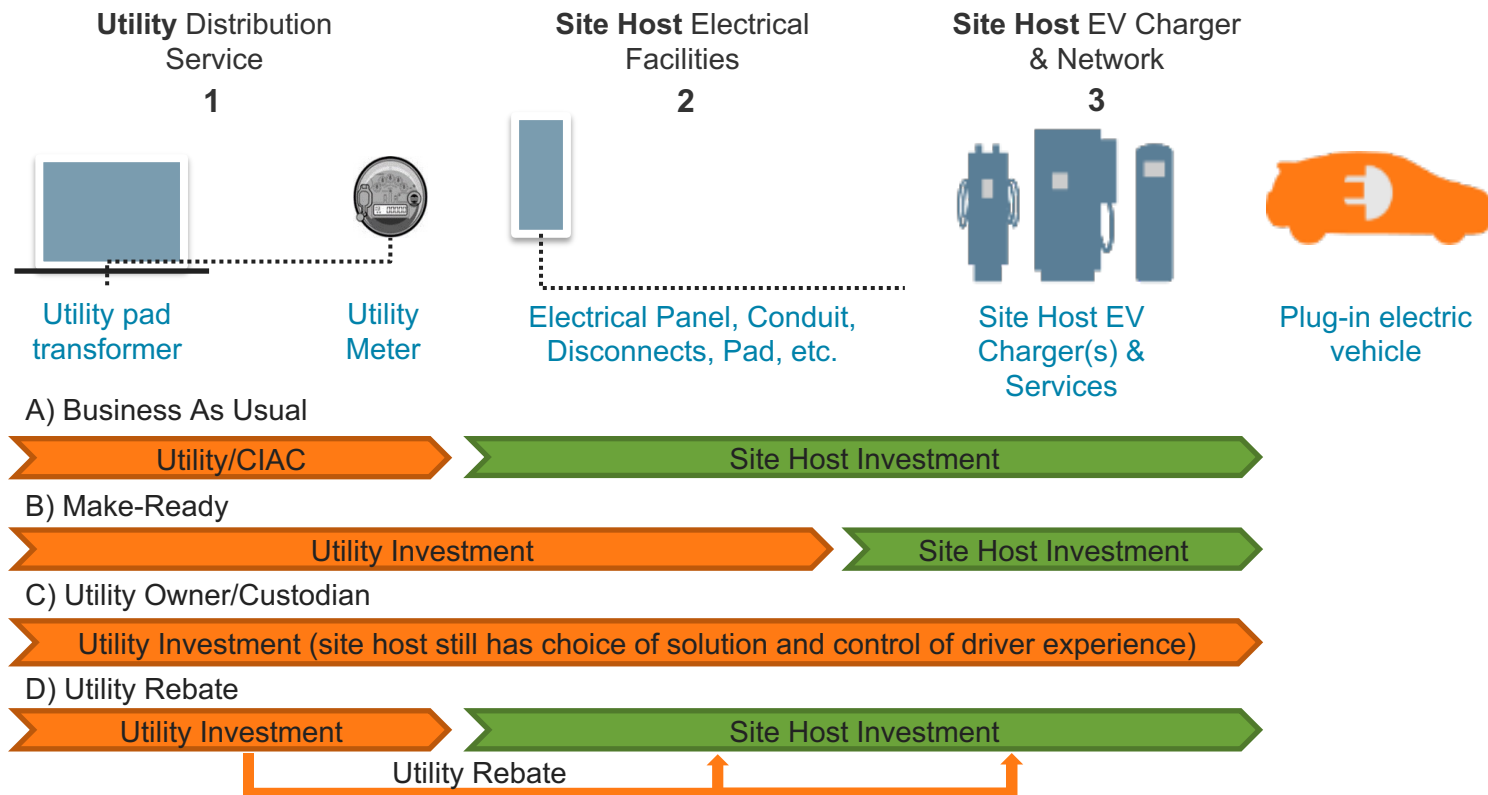 Utility Distribution
Service
1
Site Host Electrical
Facilities
2
Site Host EV Charger
& Network
3
Utility pad
transformer
Utility
Meter
Electrical Panel, Conduit,
Disconnects, Pad, etc.
Site Host EV
Charger(s) &
Services
Plug-in electric
vehicle
A) Business As Usual
Utility/CIAC
Site Host Investment
B) Make-Ready
Utility Investment
Site Host Investment
C) Utility Owner/Custodian
Utility Investment (site host still has choice of solution and control of driver experience)
D) Utility Rebate
Utility Investment
Site Host Investment
Utility Rebate